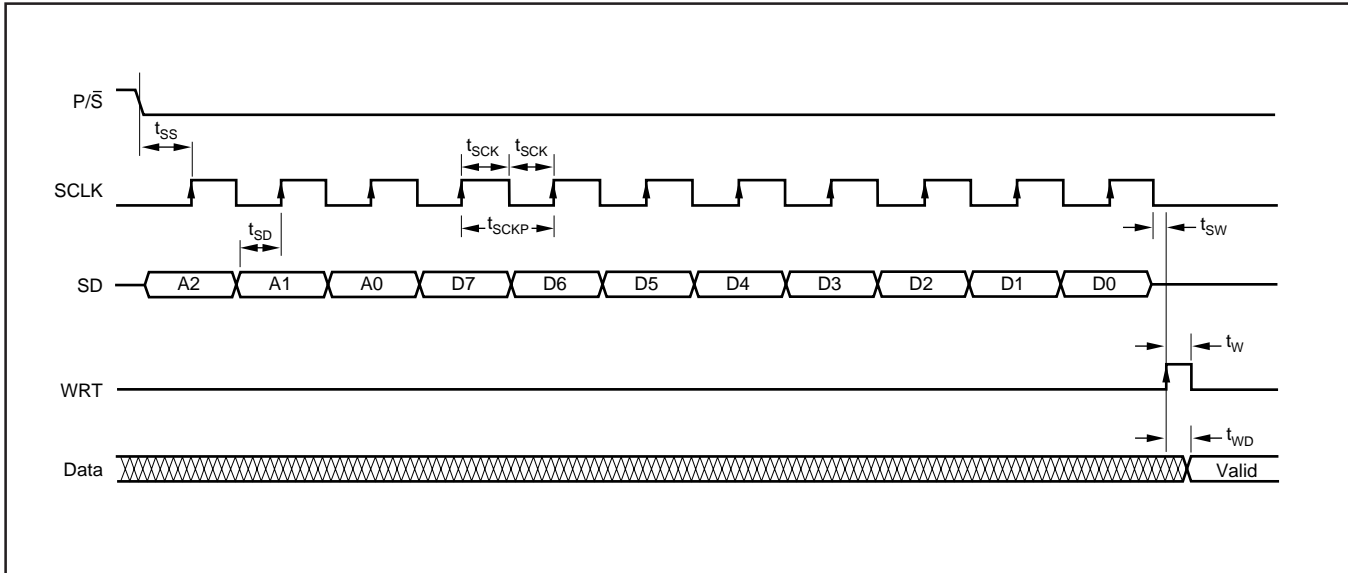 P/S̅
tSS
tSCK tSCK
SCLK
tSCKP
tSW
tSD
SD A2 A1 A0 D7 D6 D5 D4 D3 D2 D1 D0
tW
WRT
tWD
Data Valid